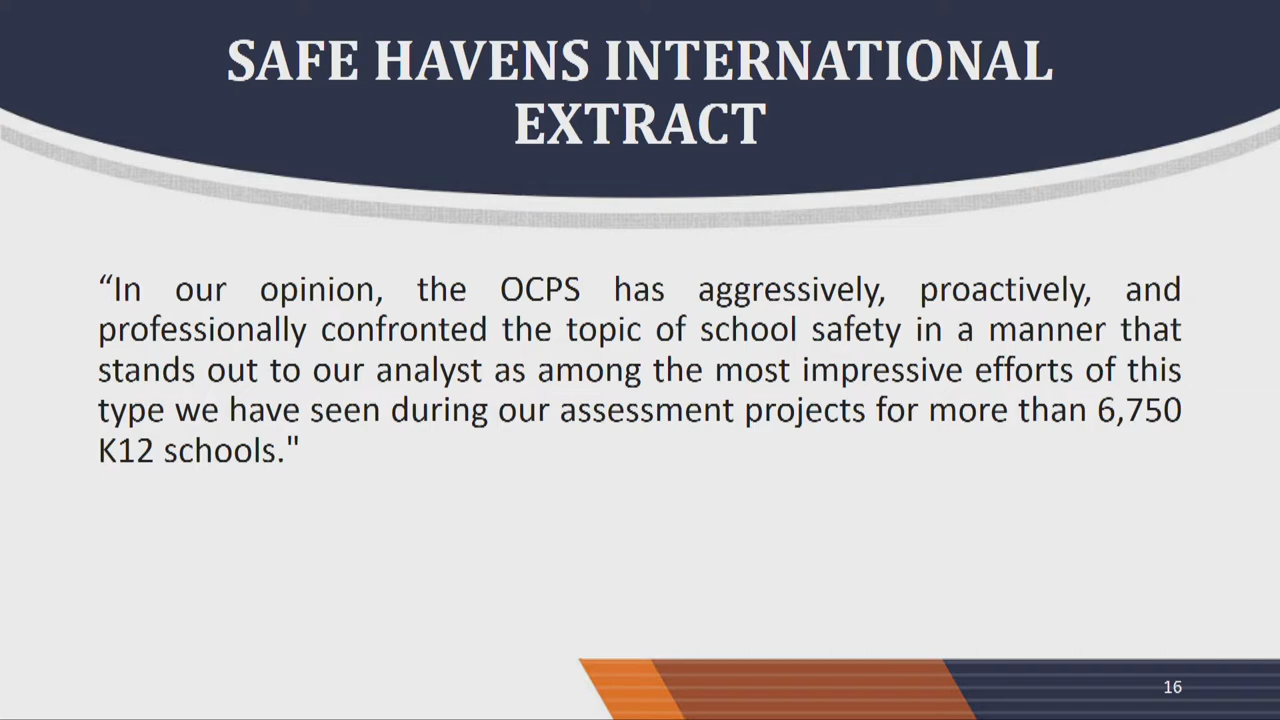 SAFE HAVENS INTERNATIONAL
EXTRACT
“In our opinion, the OCPS has aggressively, proactively, and
professionally confronted the topic of school safety in a manner that
stands out to our analyst as among the most impressive efforts of this
type we have seen during our assessment projects for more than 6,750
K12 schools."
16